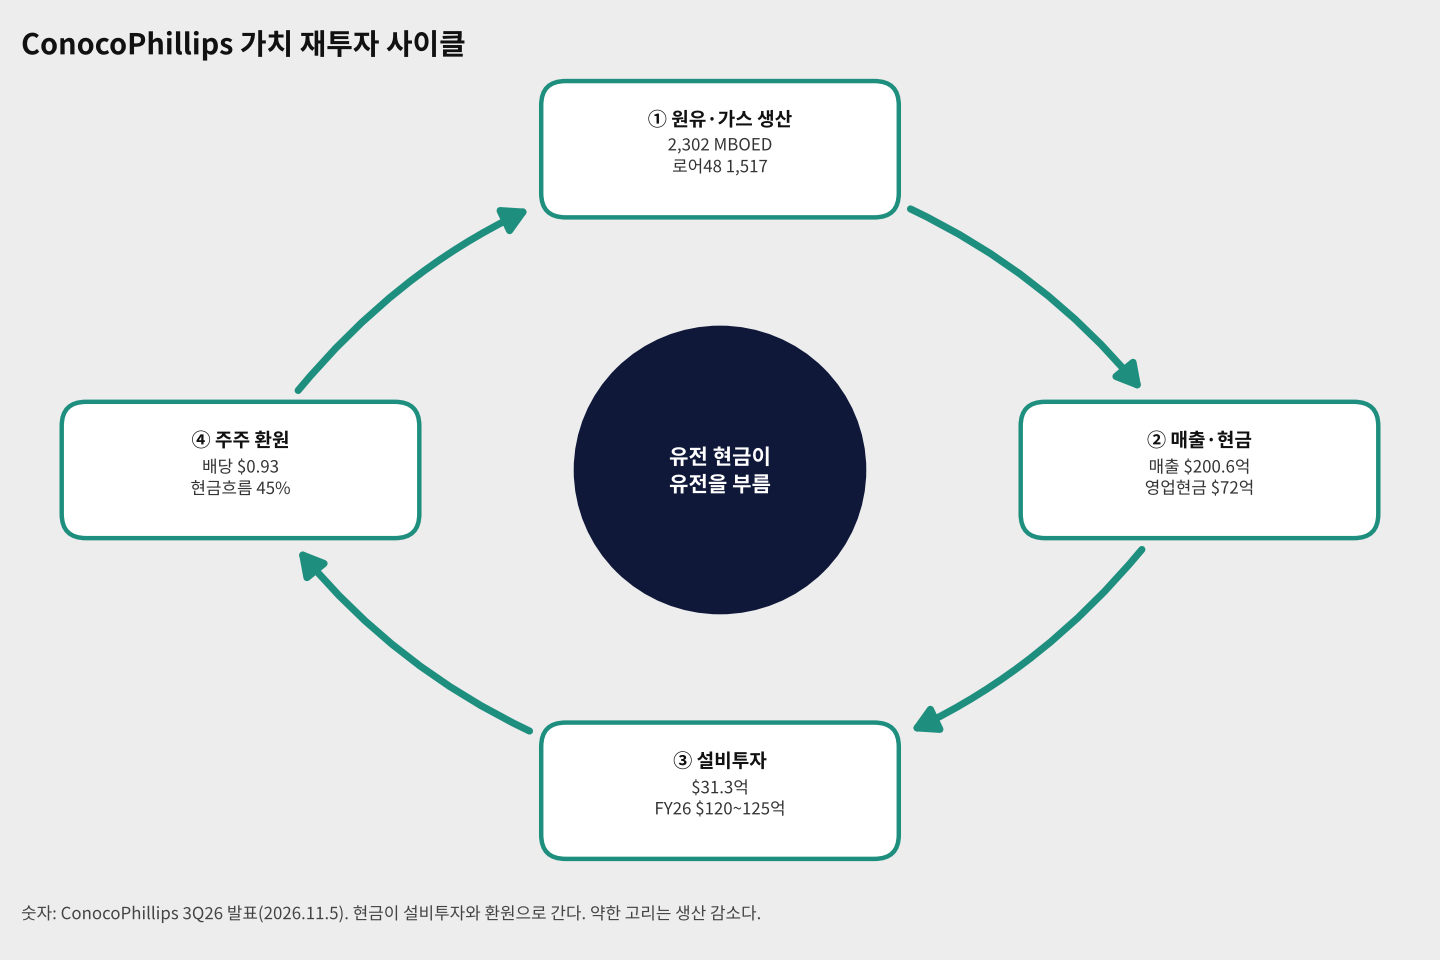 ConocoPhillips 가치 재투자 사이클
① 원유·가스 생산
2,302 MBOED
로어48 1,517
④ 주주 환원
배당 $0.93
현금흐름 45%
유전 현금이
유전을 부름
② 매출·현금
매출 $200.6억
영업현금 $72억
③ 설비투자
$31.3억
FY26 $120~125억
숫자: ConocoPhillips 3Q26 발표(2026.11.5). 현금이 설비투자와 환원으로 간다. 약한 고리는 생산 감소다.